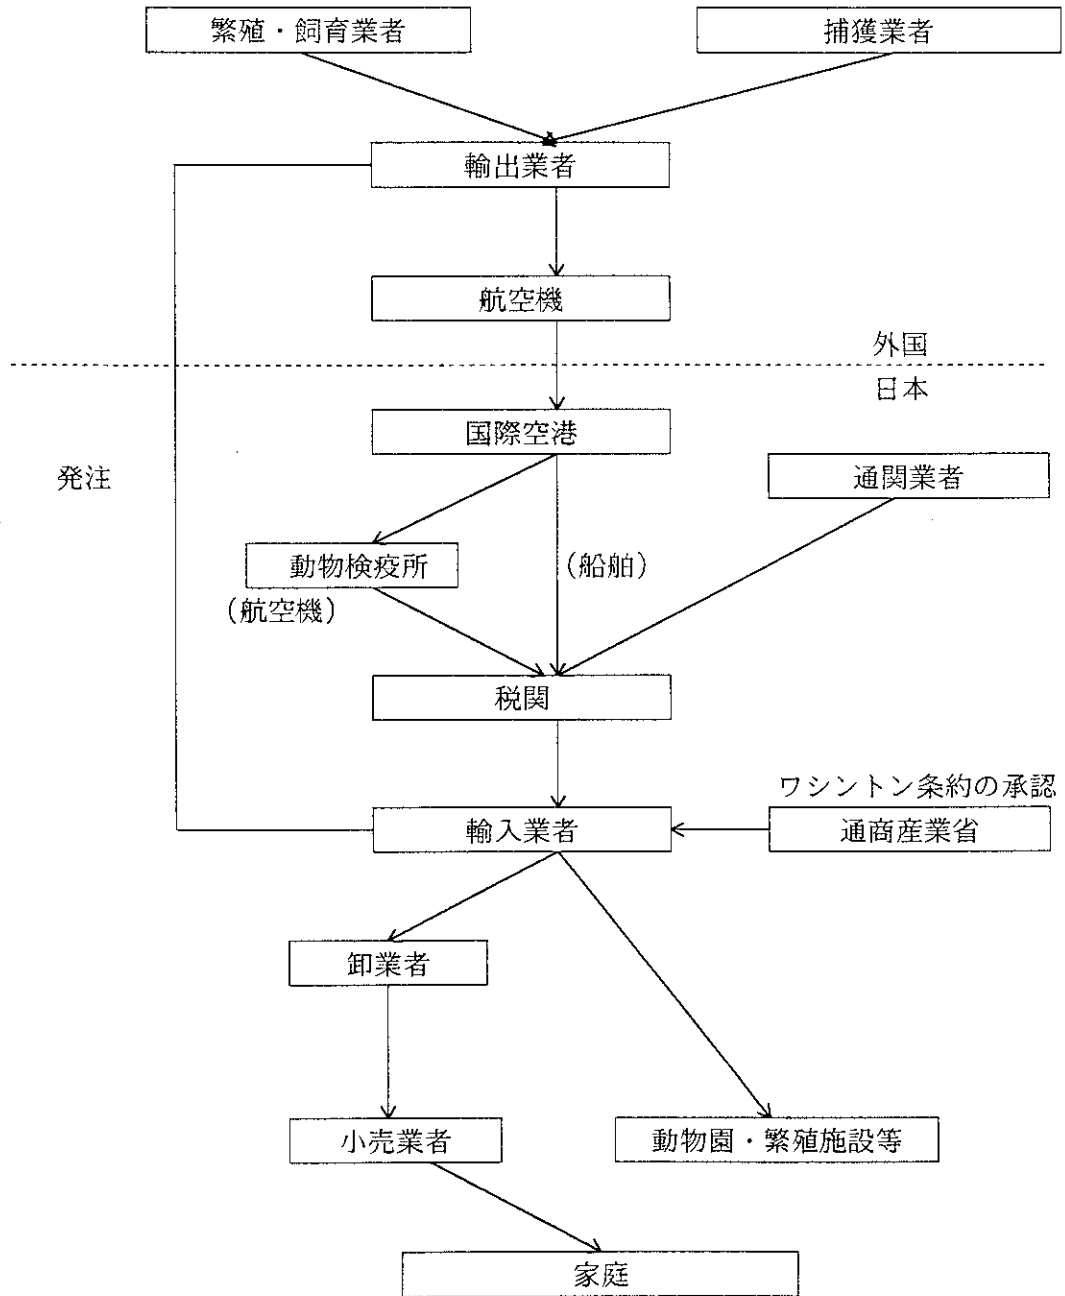 繁殖・飼育業者
捕獲業者
輸出業者
航空機
外国
日本
国際空港
発注
通関業者
動物検疫所
(船舶)
(航空機)
税関
ワシントン条約の承認
輸入業者
通商産業省
卸業者
小売業者
動物園・繁殖施設等
家庭